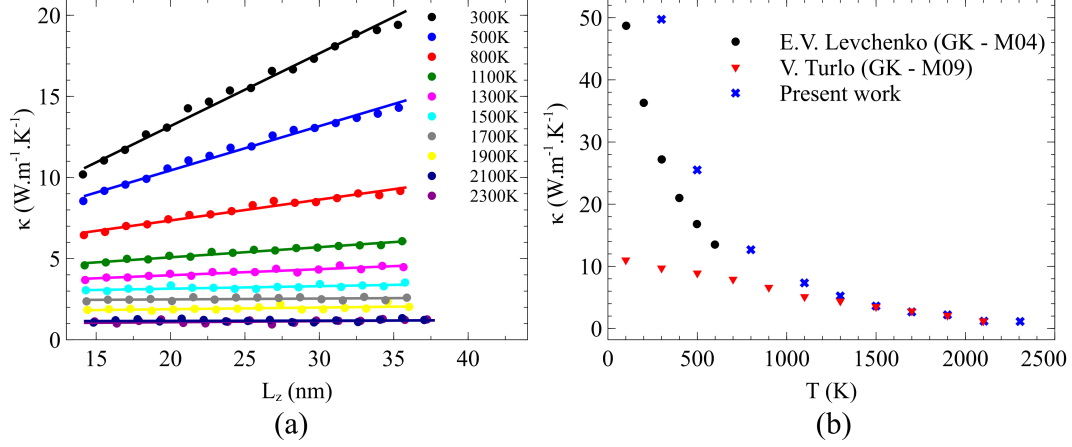 20
15
10
5
0
κ (W.m⁻¹.K⁻¹)
15
20
25
30
35
40
L_z (nm)
300K
500K
800K
1100K
1300K
1500K
1700K
1900K
2100K
2300K
(a)
50
40
30
20
10
0
κ (W.m⁻¹.K⁻¹)
0
500
1000
1500
2000
2500
T (K)
E.V. Levchenko (GK - M04)
V. Turlo (GK - M09)
Present work
(b)